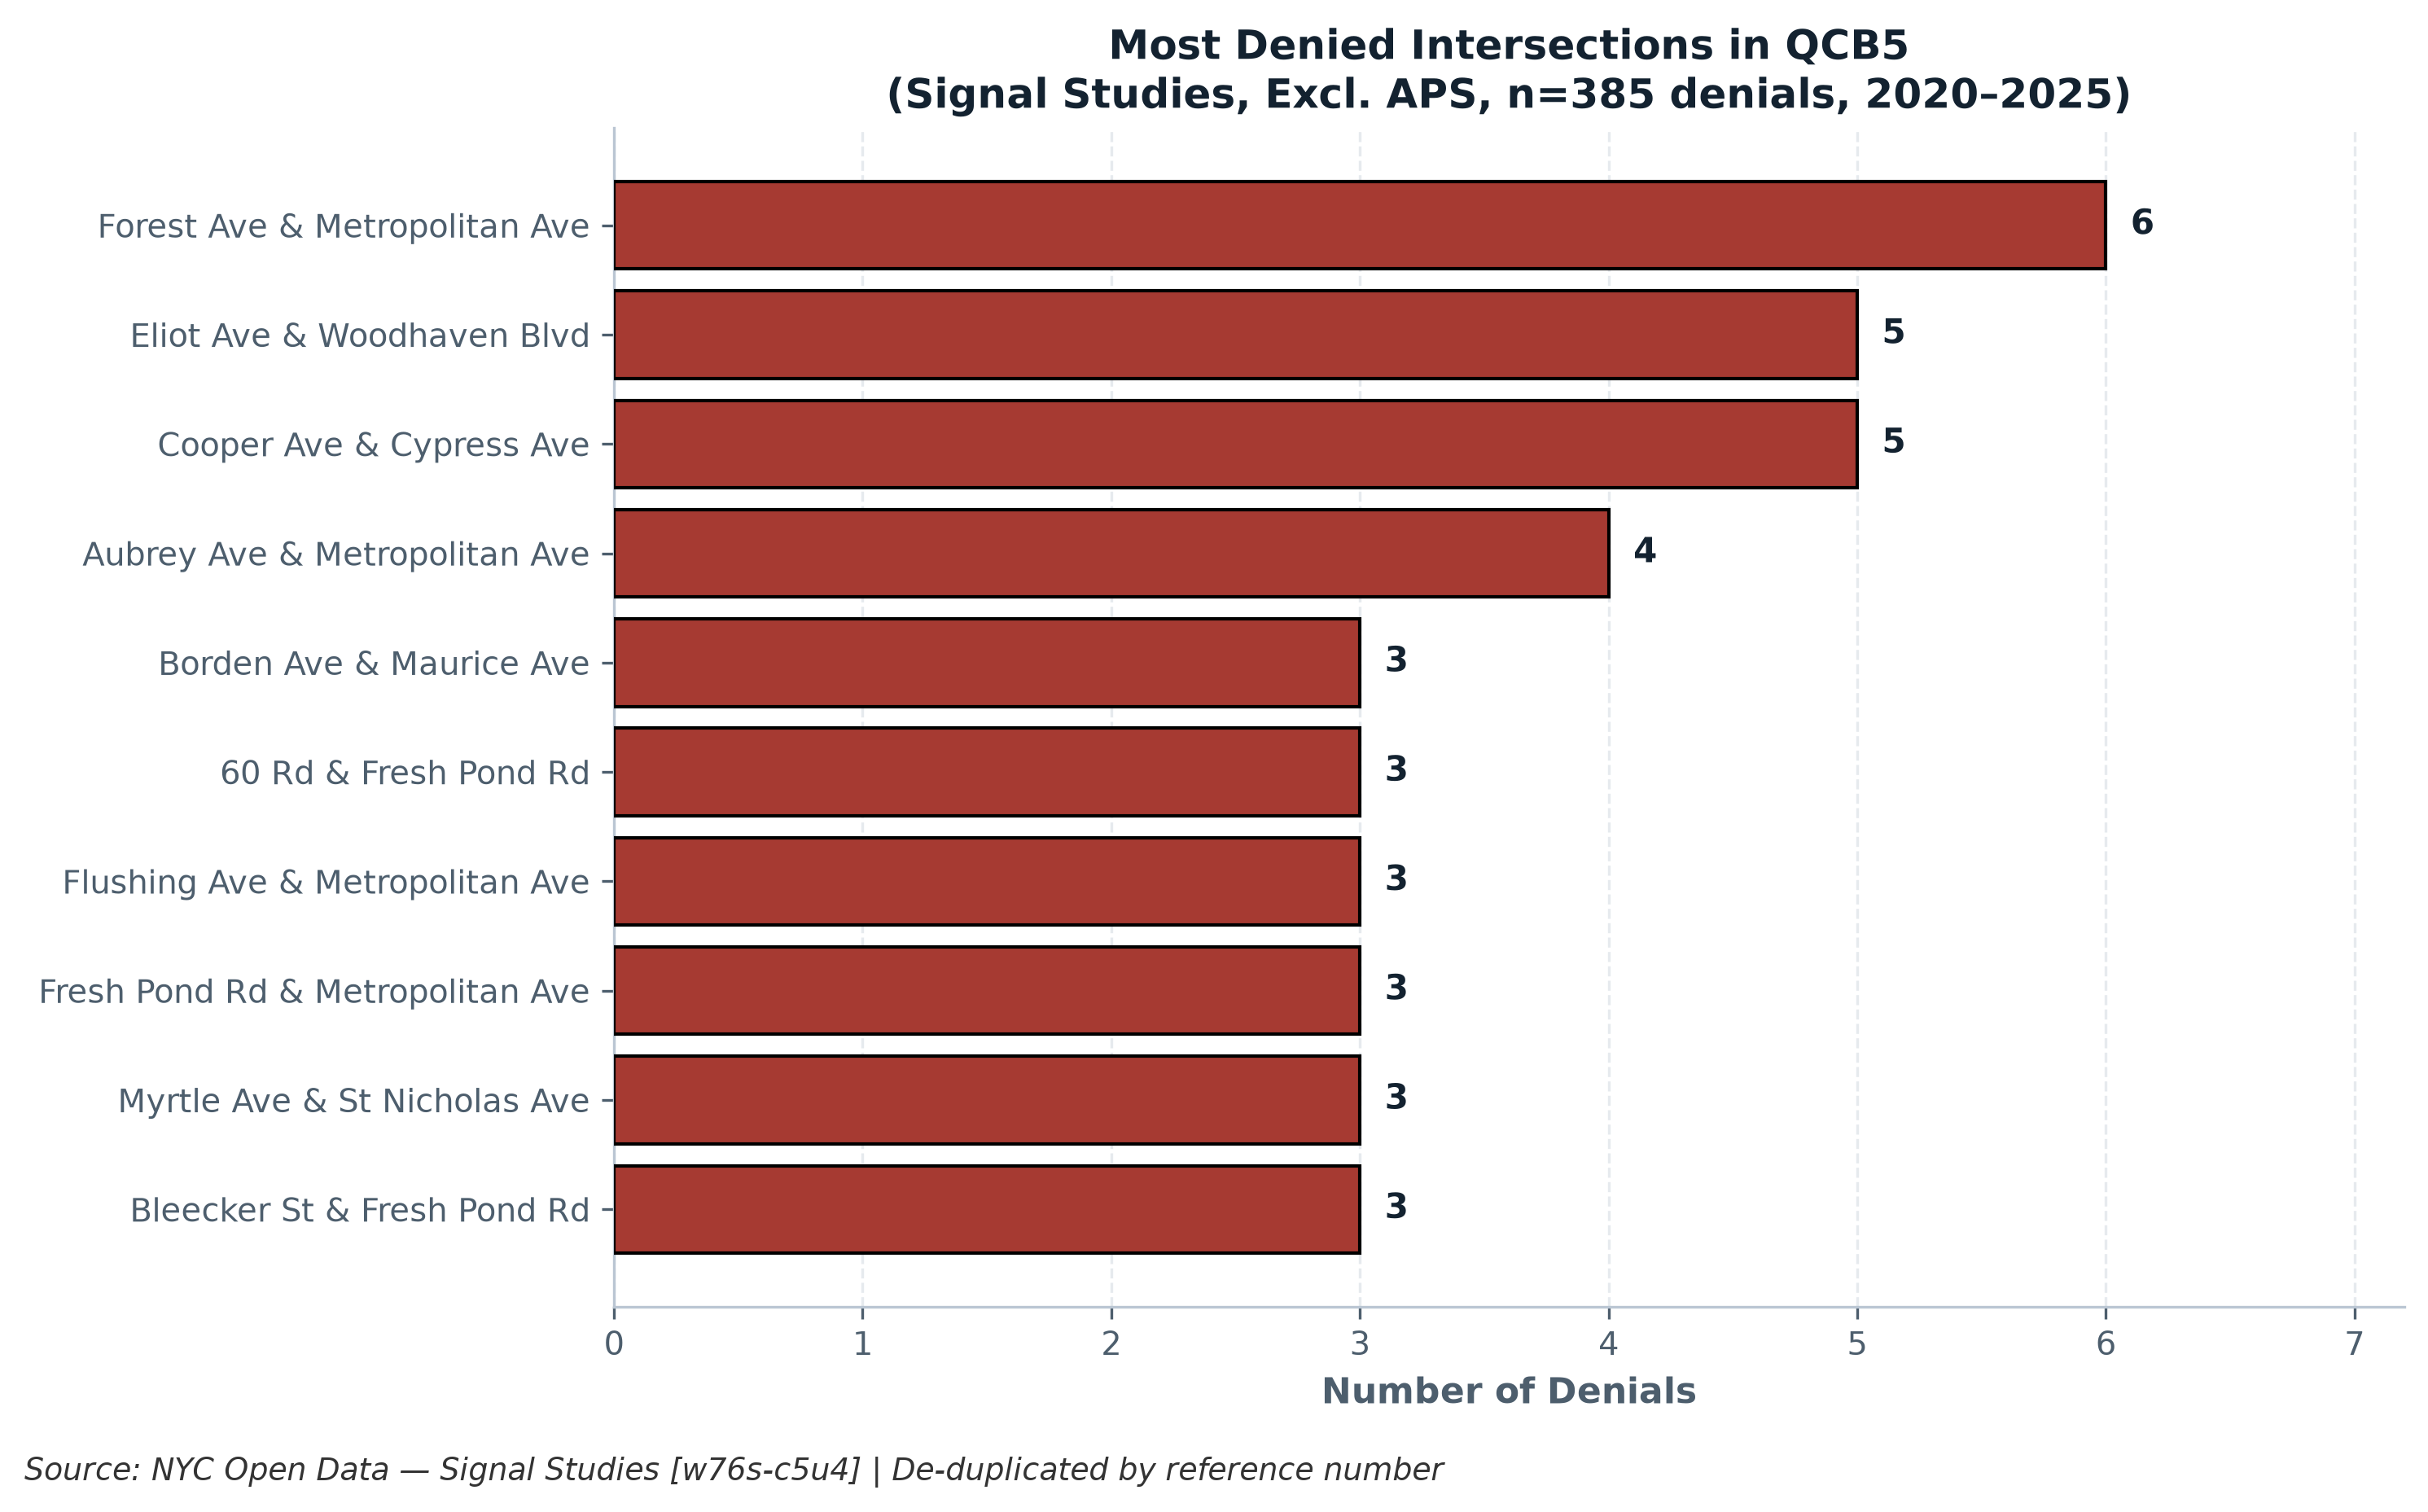 Most Denied Intersections in QCB5
(Signal Studies, Excl. APS, n=385 denials, 2020–2025)
Forest Ave & Metropolitan Ave 6
Eliot Ave & Woodhaven Blvd 5
Cooper Ave & Cypress Ave 5
Aubrey Ave & Metropolitan Ave 4
Borden Ave & Maurice Ave 3
60 Rd & Fresh Pond Rd 3
Flushing Ave & Metropolitan Ave 3
Fresh Pond Rd & Metropolitan Ave 3
Myrtle Ave & St Nicholas Ave 3
Bleecker St & Fresh Pond Rd 3
0 1 2 3 4 5 6 7
Number of Denials
Source: NYC Open Data — Signal Studies [w76s-c5u4] | De-duplicated by reference number